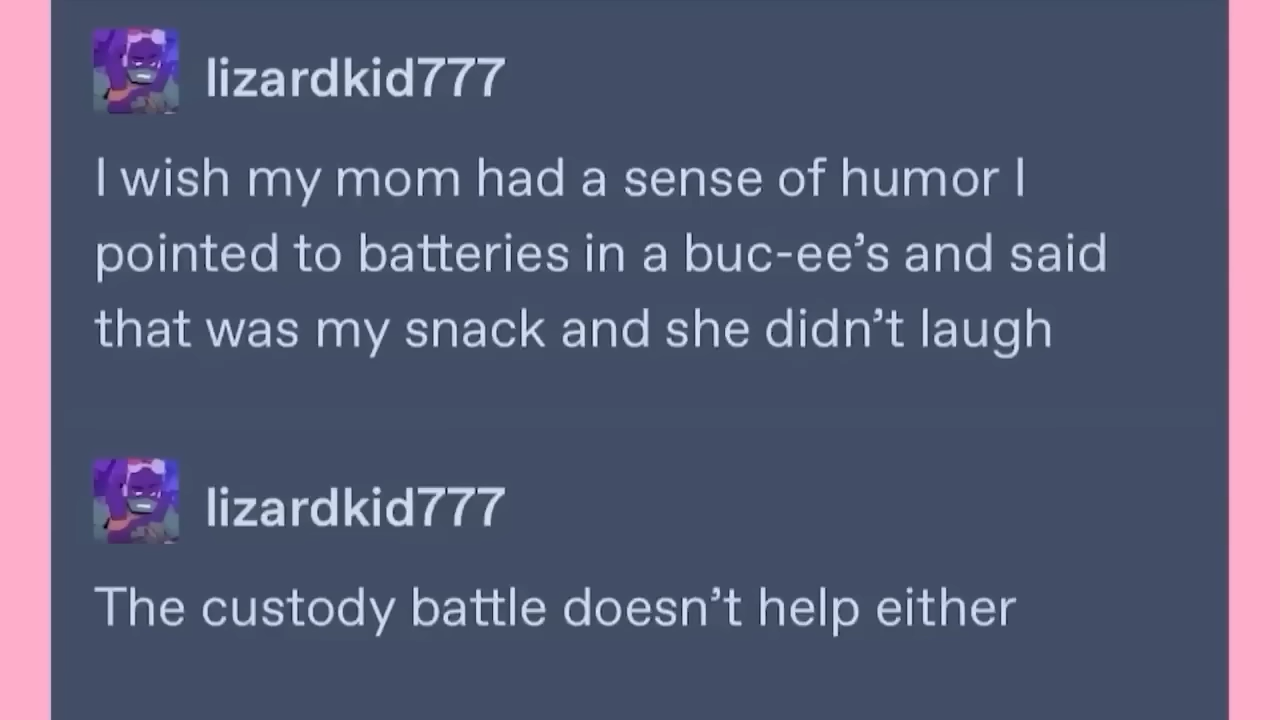 lizardkid777
I wish my mom had a sense of humor I
pointed to batteries in a buc-ee’s and said
that was my snack and she didn’t laugh
lizardkid777
The custody battle doesn’t help either